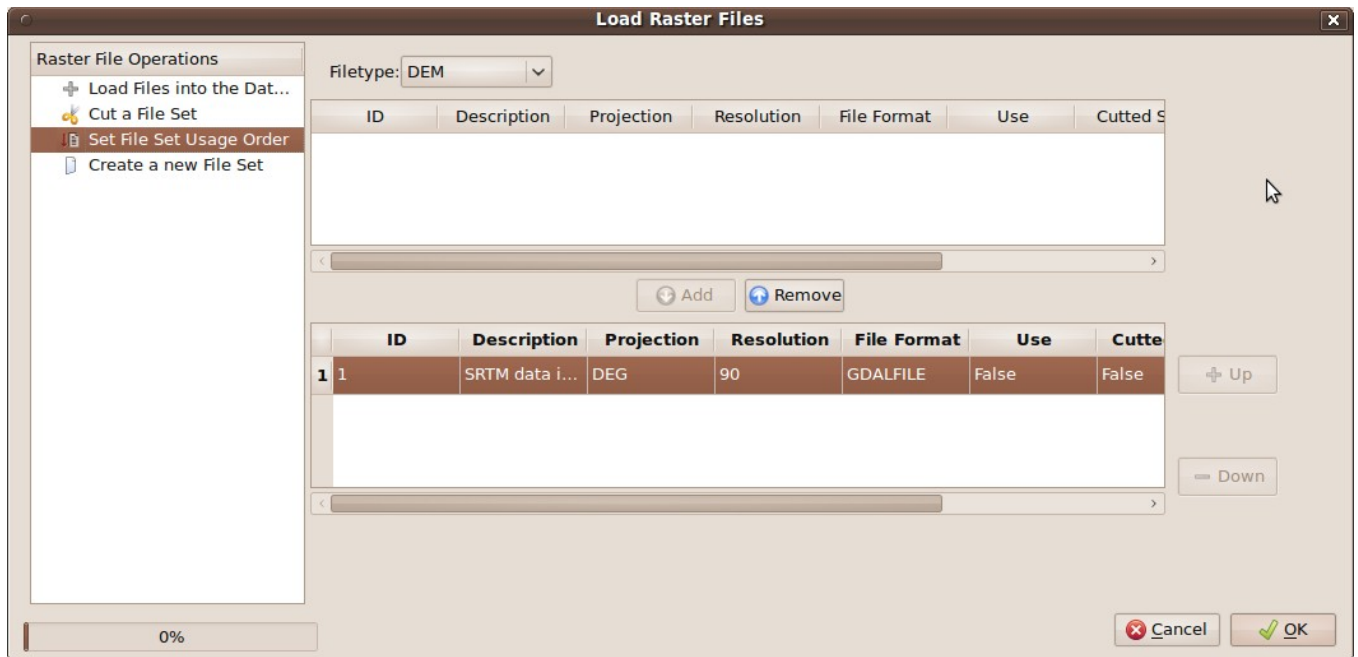 Load Raster Files
Raster File Operations
Load Files into the Dat...
Cut a File Set
Set File Set Usage Order
Create a new File Set
Filetype: DEM
ID Description Projection Resolution File Format Use Cutted S
Add Remove
ID Description Projection Resolution File Format Use Cutte
1 1 SRTM data i... DEG 90 GDALFILE False False
Up
Down
0%
Cancel OK